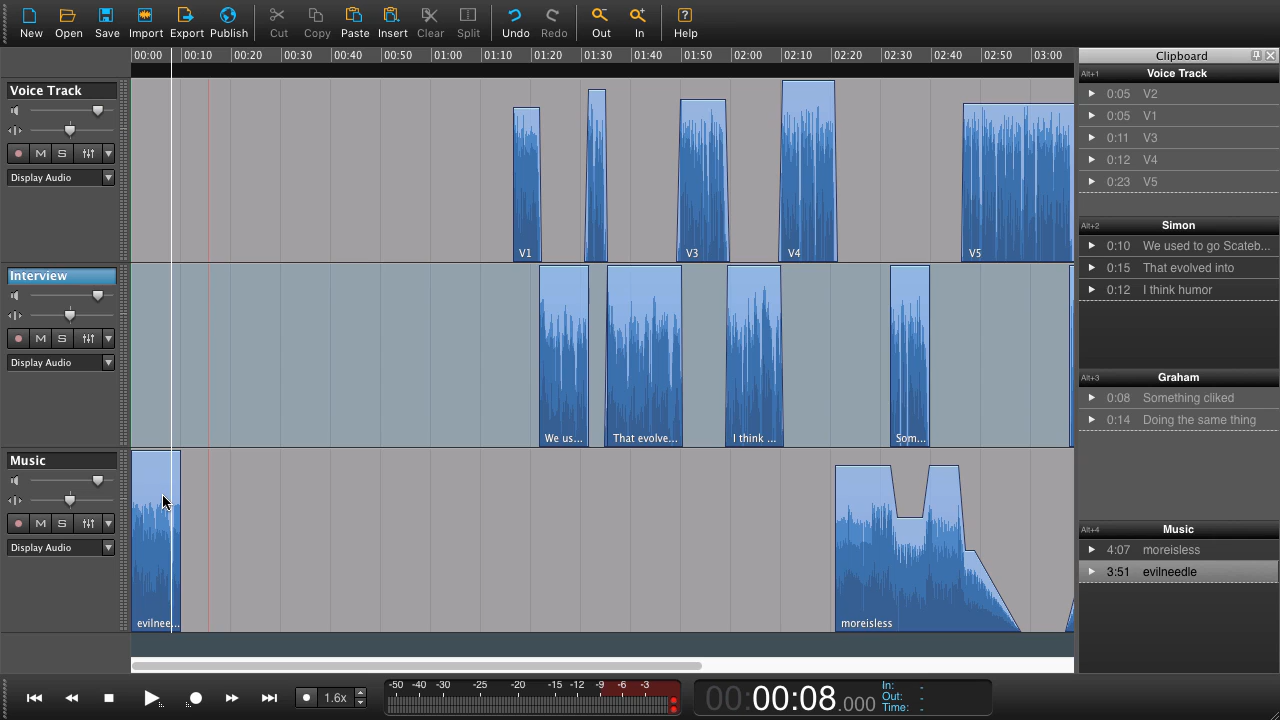 New Open Save Import Export Publish Cut Copy Paste Insert Clear Split Undo Redo Out In Help
00:00 00:10 00:20 00:30 00:40 00:50 01:00 01:10 01:20 01:30 01:40 01:50 02:00 02:10 02:20 02:30 02:40 02:50 03:00
Voice Track
M S
Display Audio
V1
V3
V4
V5
Interview
M S
Display Audio
We us...
That evolve...
I think ...
Som...
Music
M S
Display Audio
evilnee...
moreisless
Clipboard
Alt+1 Voice Track
0:05 V2
0:05 V1
0:11 V3
0:12 V4
0:23 V5
Alt+2 Simon
0:10 We used to go Scateb...
0:15 That evolved into
0:12 I think humor
Alt+3 Graham
0:08 Something cliked
0:14 Doing the same thing
Alt+4 Music
4:07 moreisless
3:51 evilneedle
1.6x
-50 -40 -30 -25 -20 -15 -12 -9 -6 -3
00:00:08.000
In: -
Out: -
Time: -